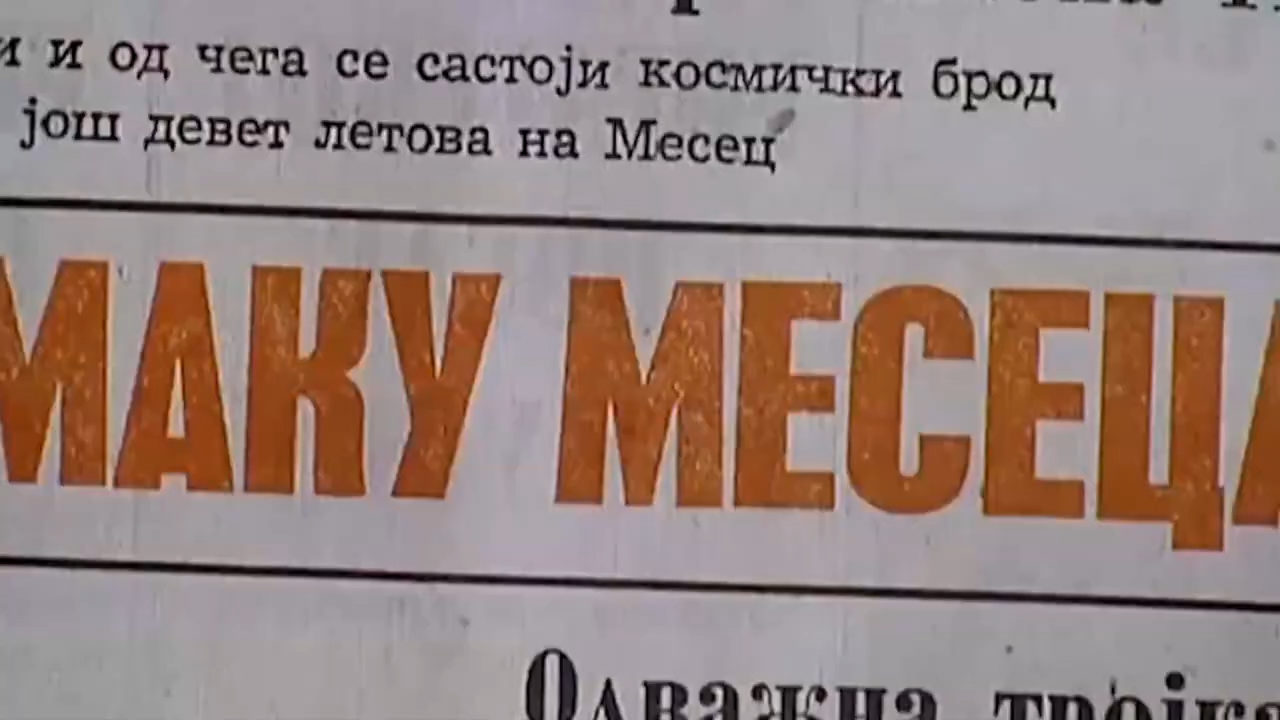 и од чега се састоји космички брод
још девет летова на Месец
МАКУ МЕСЕЦА
Одважна тројка